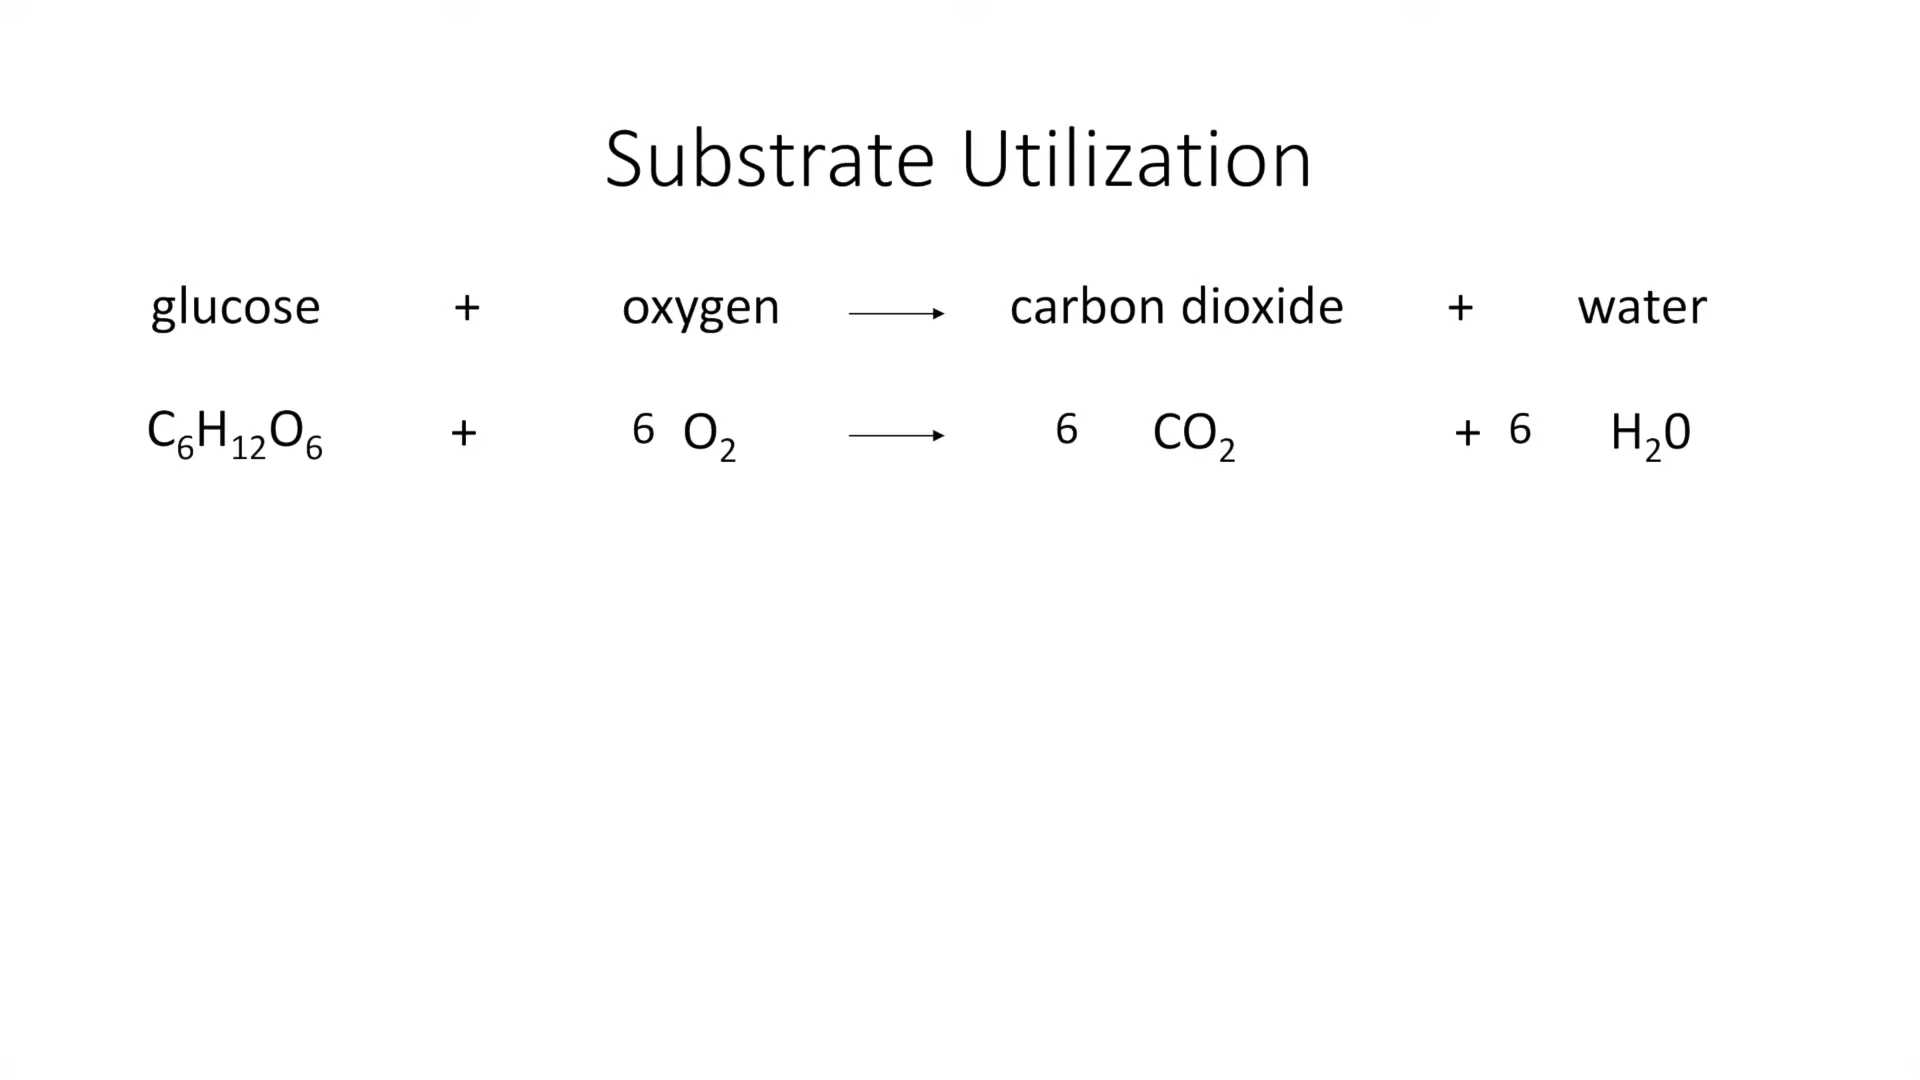 Substrate Utilization
glucose + oxygen → carbon dioxide + water
C₆H₁₂O₆ + 6 O₂ → 6 CO₂ + 6 H₂0